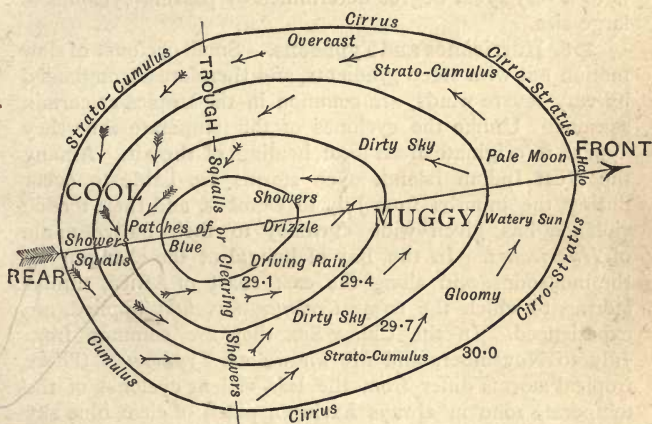 Cirrus
Overcast
Strato-Cumulus
Strato-Cumulus
Cirro-Stratus
TROUGH
Dirty Sky
Pale Moon
FRONT
Halo
COOL
Squalls or Clearing Showers
Showers
MUGGY
Watery Sun
Patches of Blue
Drizzle
Showers
Squalls
REAR
Driving Rain
29·1
29·4
Gloomy
Cirro-Stratus
Dirty Sky
29·7
Strato-Cumulus
30·0
Cumulus
Cirrus